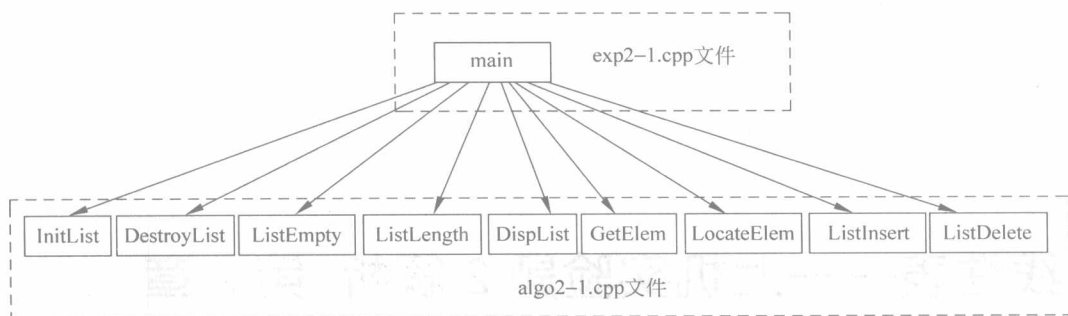 main
exp2-1.cpp文件
InitList
DestroyList
ListEmpty
ListLength
DispList
GetElem
LocateElem
ListInsert
ListDelete
algo2-1.cpp文件